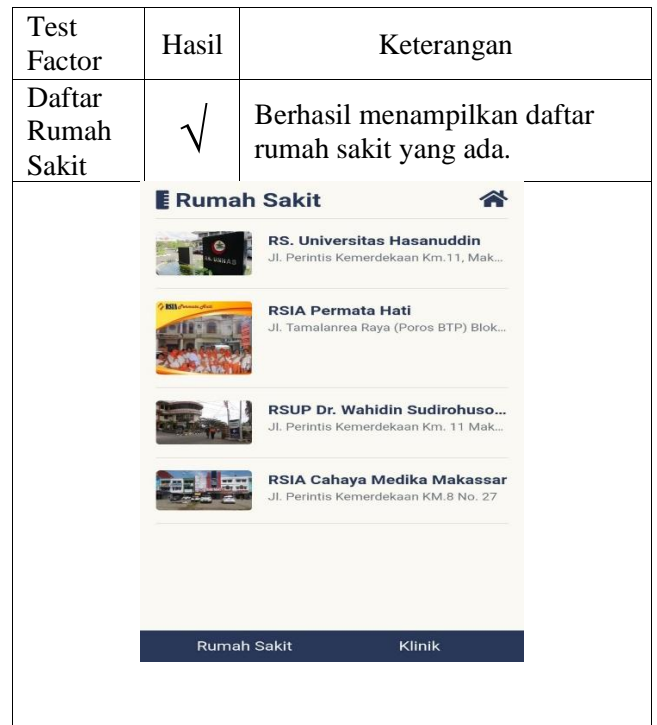 Test
Factor
Hasil
Keterangan
Daftar
Rumah
Sakit
√
Berhasil menampilkan daftar
rumah sakit yang ada.
Rumah Sakit
RS. Universitas Hasanuddin
Jl. Perintis Kemerdekaan Km.11, Mak...
RSIA Permata Hati
Jl. Tamalanrea Raya (Poros BTP) Blok...
RSUP Dr. Wahidin Sudirohuso...
Jl. Perintis Kemerdekaan Km. 11 Mak...
RSIA Cahaya Medika Makassar
Jl. Perintis Kemerdekaan KM.8 No. 27
Rumah Sakit
Klinik